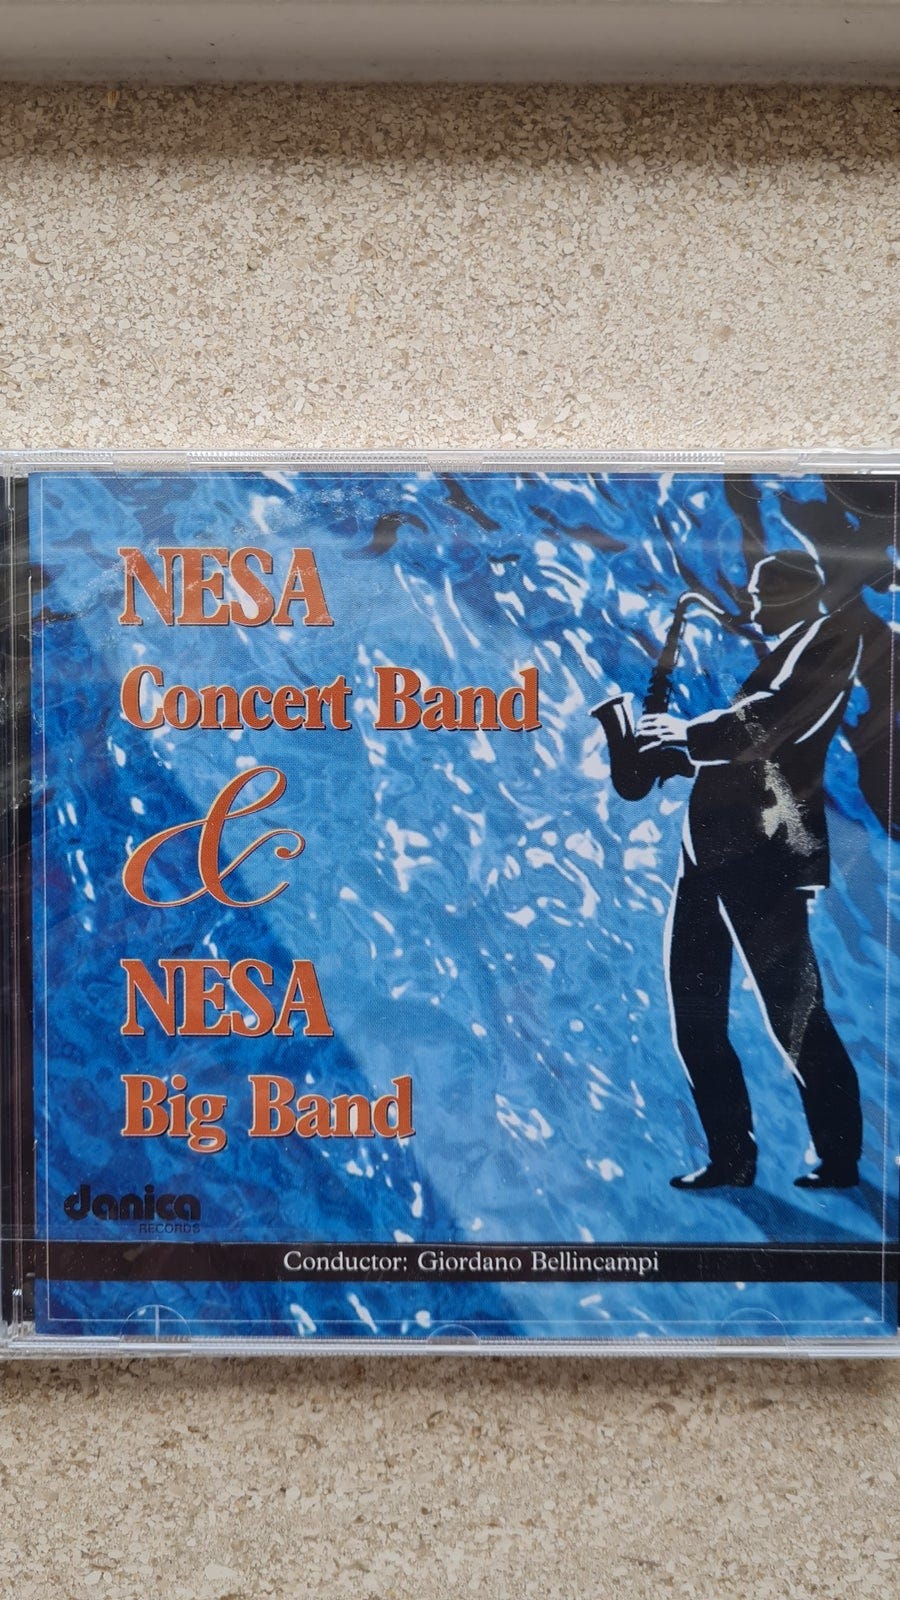 NESA
Concert Band
&
NESA
Big Band
danica
RECORDS
Conductor: Giordano Bellincampi